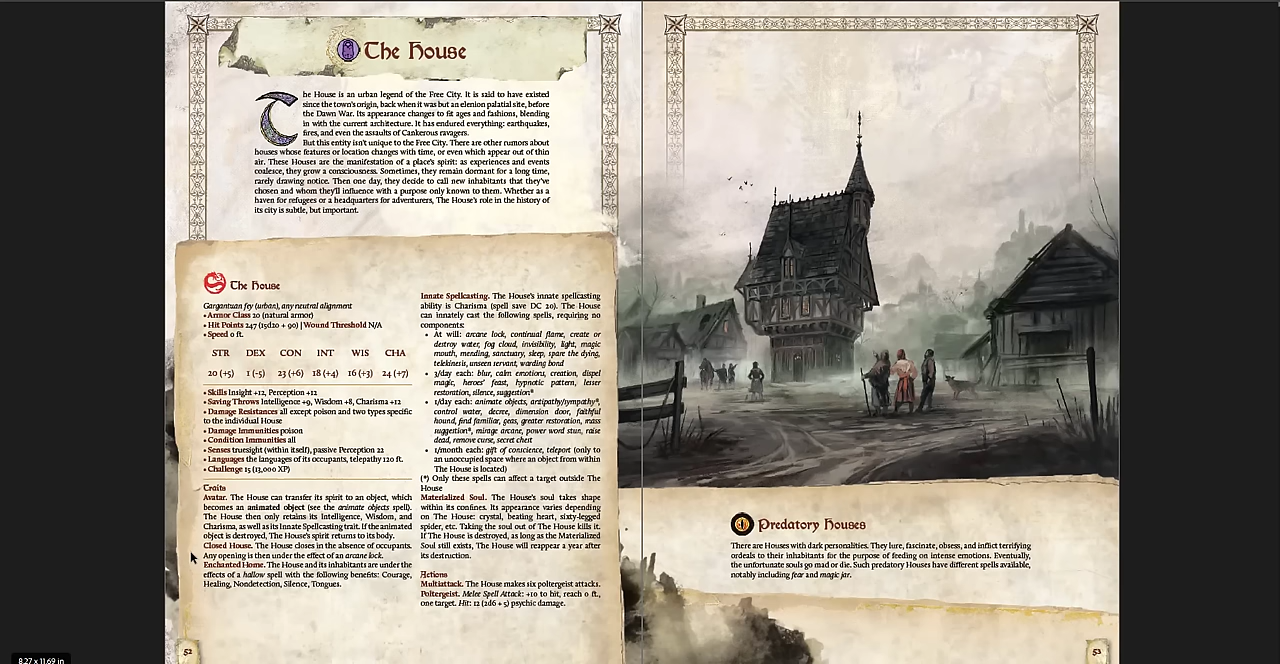 The House
The House is an urban legend of the Free City. It is said to have existed
since the town's origin, back when it was but an elenion palatial site, before
the Dawn War. Its appearance changes to fit ages and fashions, blending
in with the current architecture. It has endured everything: earthquakes,
fires, and even the assaults of Cankerous ravagers.
But this entity isn't unique to the Free City. There are other rumors about
houses whose features or location changes with time, or even which appear out of thin
air. These Houses are the manifestation of a place's spirit: as experiences and events
coalesce, they grow a consciousness. Sometimes, they remain dormant for a long time,
rarely drawing notice. Then one day, they decide to call new inhabitants that they've
chosen and whom they'll influence with a purpose only known to them. Whether as a
haven for refugees or a headquarters for adventurers, The House's role in the history of
its city is subtle, but important.
The House
Gargantuan fey (urban), any neutral alignment
• Armor Class 20 (natural armor)
• Hit Points 247 (15d20 + 90) | Wound Threshold N/A
• Speed 0 ft.
STR DEX CON INT WIS CHA
20 (+5) 1 (-5) 23 (+6) 18 (+4) 16 (+3) 24 (+7)
• Skills Insight +12, Perception +12
• Saving Throws Intelligence +9, Wisdom +8, Charisma +12
• Damage Resistances all except poison and two types specific
to the individual House
• Damage Immunities poison
• Condition Immunities all
• Senses truesight (within itself), passive Perception 22
• Languages the languages of its occupants, telepathy 120 ft.
• Challenge 15 (13,000 XP)
Traits
Avatar. The House can transfer its spirit to an object, which
becomes an animated object (see the animate objects spell).
The House then only retains its Intelligence, Wisdom, and
Charisma, as well as its Innate Spellcasting trait. If the animated
object is destroyed, The House's spirit returns to its body.
Closed House. The House closes in the absence of occupants.
Any opening is then under the effect of an arcane lock.
Enchanted Home. The House and its inhabitants are under the
effects of a hallow spell with the following benefits: Courage,
Healing, Nondetection, Silence, Tongues.
Innate Spellcasting. The House's innate spellcasting
ability is Charisma (spell save DC 20). The House
can innately cast the following spells, requiring no
components:
• At will: arcane lock, continual flame, create or
destroy water, fog cloud, invisibility, light, magic
mouth, mending, sanctuary, sleep, spare the dying,
telekinesis, unseen servant, warding bond
• 3/day each: blur, calm emotions, creation, dispel
magic, heroes' feast, hypnotic pattern, lesser
restoration, silence, suggestion*
• 1/day each: animate objects, antipathy/sympathy*,
control water, decree, dimension door, faithful
hound, find familiar, geas, greater restoration, mass
suggestion*, mirage arcane, power word stun, raise
dead, remove curse, secret chest
• 1/month each: gift of conscience, teleport (only to
an unoccupied space where an object from within
The House is located)
(*) Only these spells can affect a target outside The
House
Materialized Soul. The House's soul takes shape
within its confines. Its appearance varies depending
on The House: crystal, beating heart, sixty-legged
spider, etc. Taking the soul out of The House kills it.
If The House is destroyed, as long as the Materialized
Soul still exists, The House will reappear a year after
its destruction.
Actions
Multiattack. The House makes six poltergeist attacks.
Poltergeist. Melee Spell Attack: +10 to hit, reach 0 ft.,
one target. Hit: 12 (2d6 + 5) psychic damage.
52
Predatory Houses
There are Houses with dark personalities. They lure, fascinate, obsess, and inflict terrifying
ordeals to their inhabitants for the purpose of feeding on intense emotions. Eventually,
the unfortunate souls go mad or die. Such predatory Houses have different spells available,
notably including fear and magic jar.
53
8.27 x 11.69 in